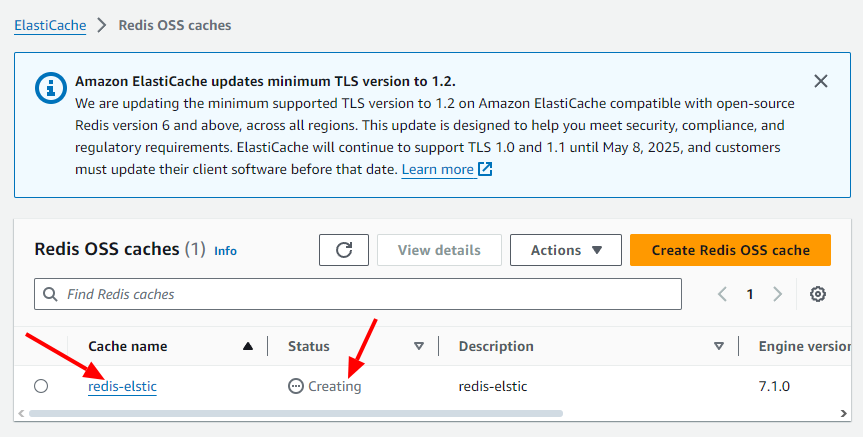 ElastiCache > Redis OSS caches
Amazon ElastiCache updates minimum TLS version to 1.2.
We are updating the minimum supported TLS version to 1.2 on Amazon ElastiCache compatible with open-source
Redis version 6 and above, across all regions. This update is designed to help you meet security, compliance, and
regulatory requirements. ElastiCache will continue to support TLS 1.0 and 1.1 until May 8, 2025, and customers
must update their client software before that date. Learn more
Redis OSS caches (1) Info View details Actions Create Redis OSS cache
Find Redis caches 1
Cache name Status Description Engine version
redis-elstic Creating redis-elstic 7.1.0